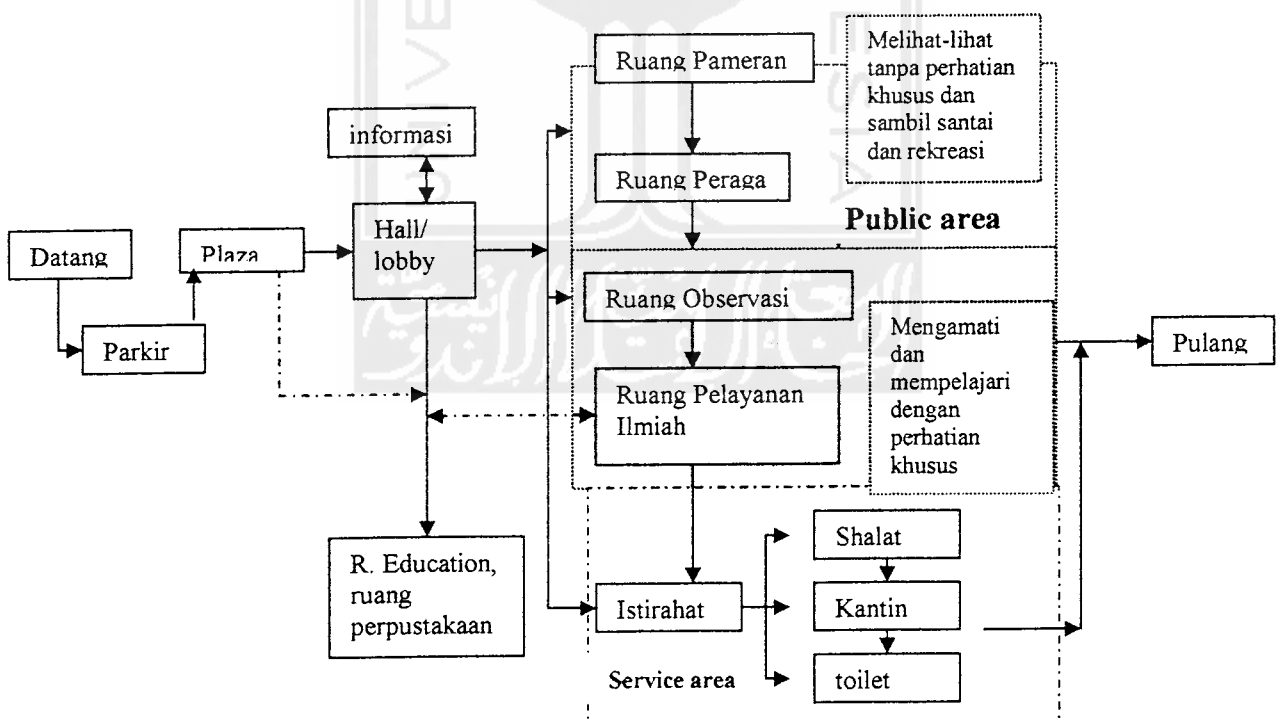 Datang
Parkir
Plaza
informasi
Hall/
lobby
R. Education,
ruang
perpustakaan
Ruang Pameran
Ruang Peraga
Melihat-lihat
tanpa perhatian
khusus dan
sambil santai
dan rekreasi
Public area
Ruang Observasi
Ruang Pelayanan
Ilmiah
Mengamati
dan
mempelajari
dengan
perhatian
khusus
Istirahat
Shalat
Kantin
toilet
Service area
Pulang